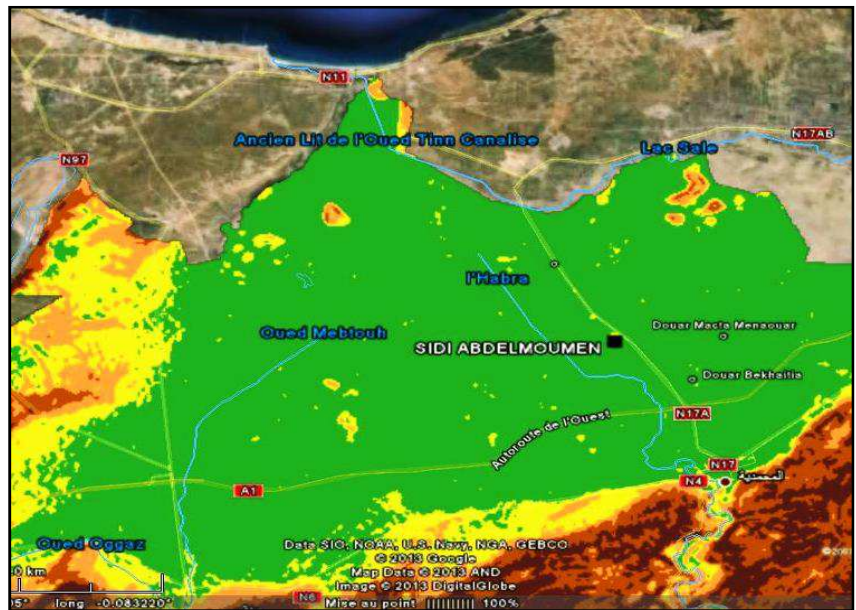 N11
Ancien Lit de l'Oued Tinn Canalise
N17AB
Lac Sale
N97
l'Habra
Oued Mebtouh
Douar Macta Menaouar
SIDI ABDELMOUMEN
Douar Bekhaitia
N17A
Autoroute de l'Ouest
N17
المحمدية
N4
A1
Oued Oggaz
Data SIO, NOAA, U.S. Navy, NGA, GEBCO
© 2013 Google
Map Data © 2013 AND
Image © 2013 DigitalGlobe
km
long -0.083220°
N6
Mise au point |||||||||| 100%